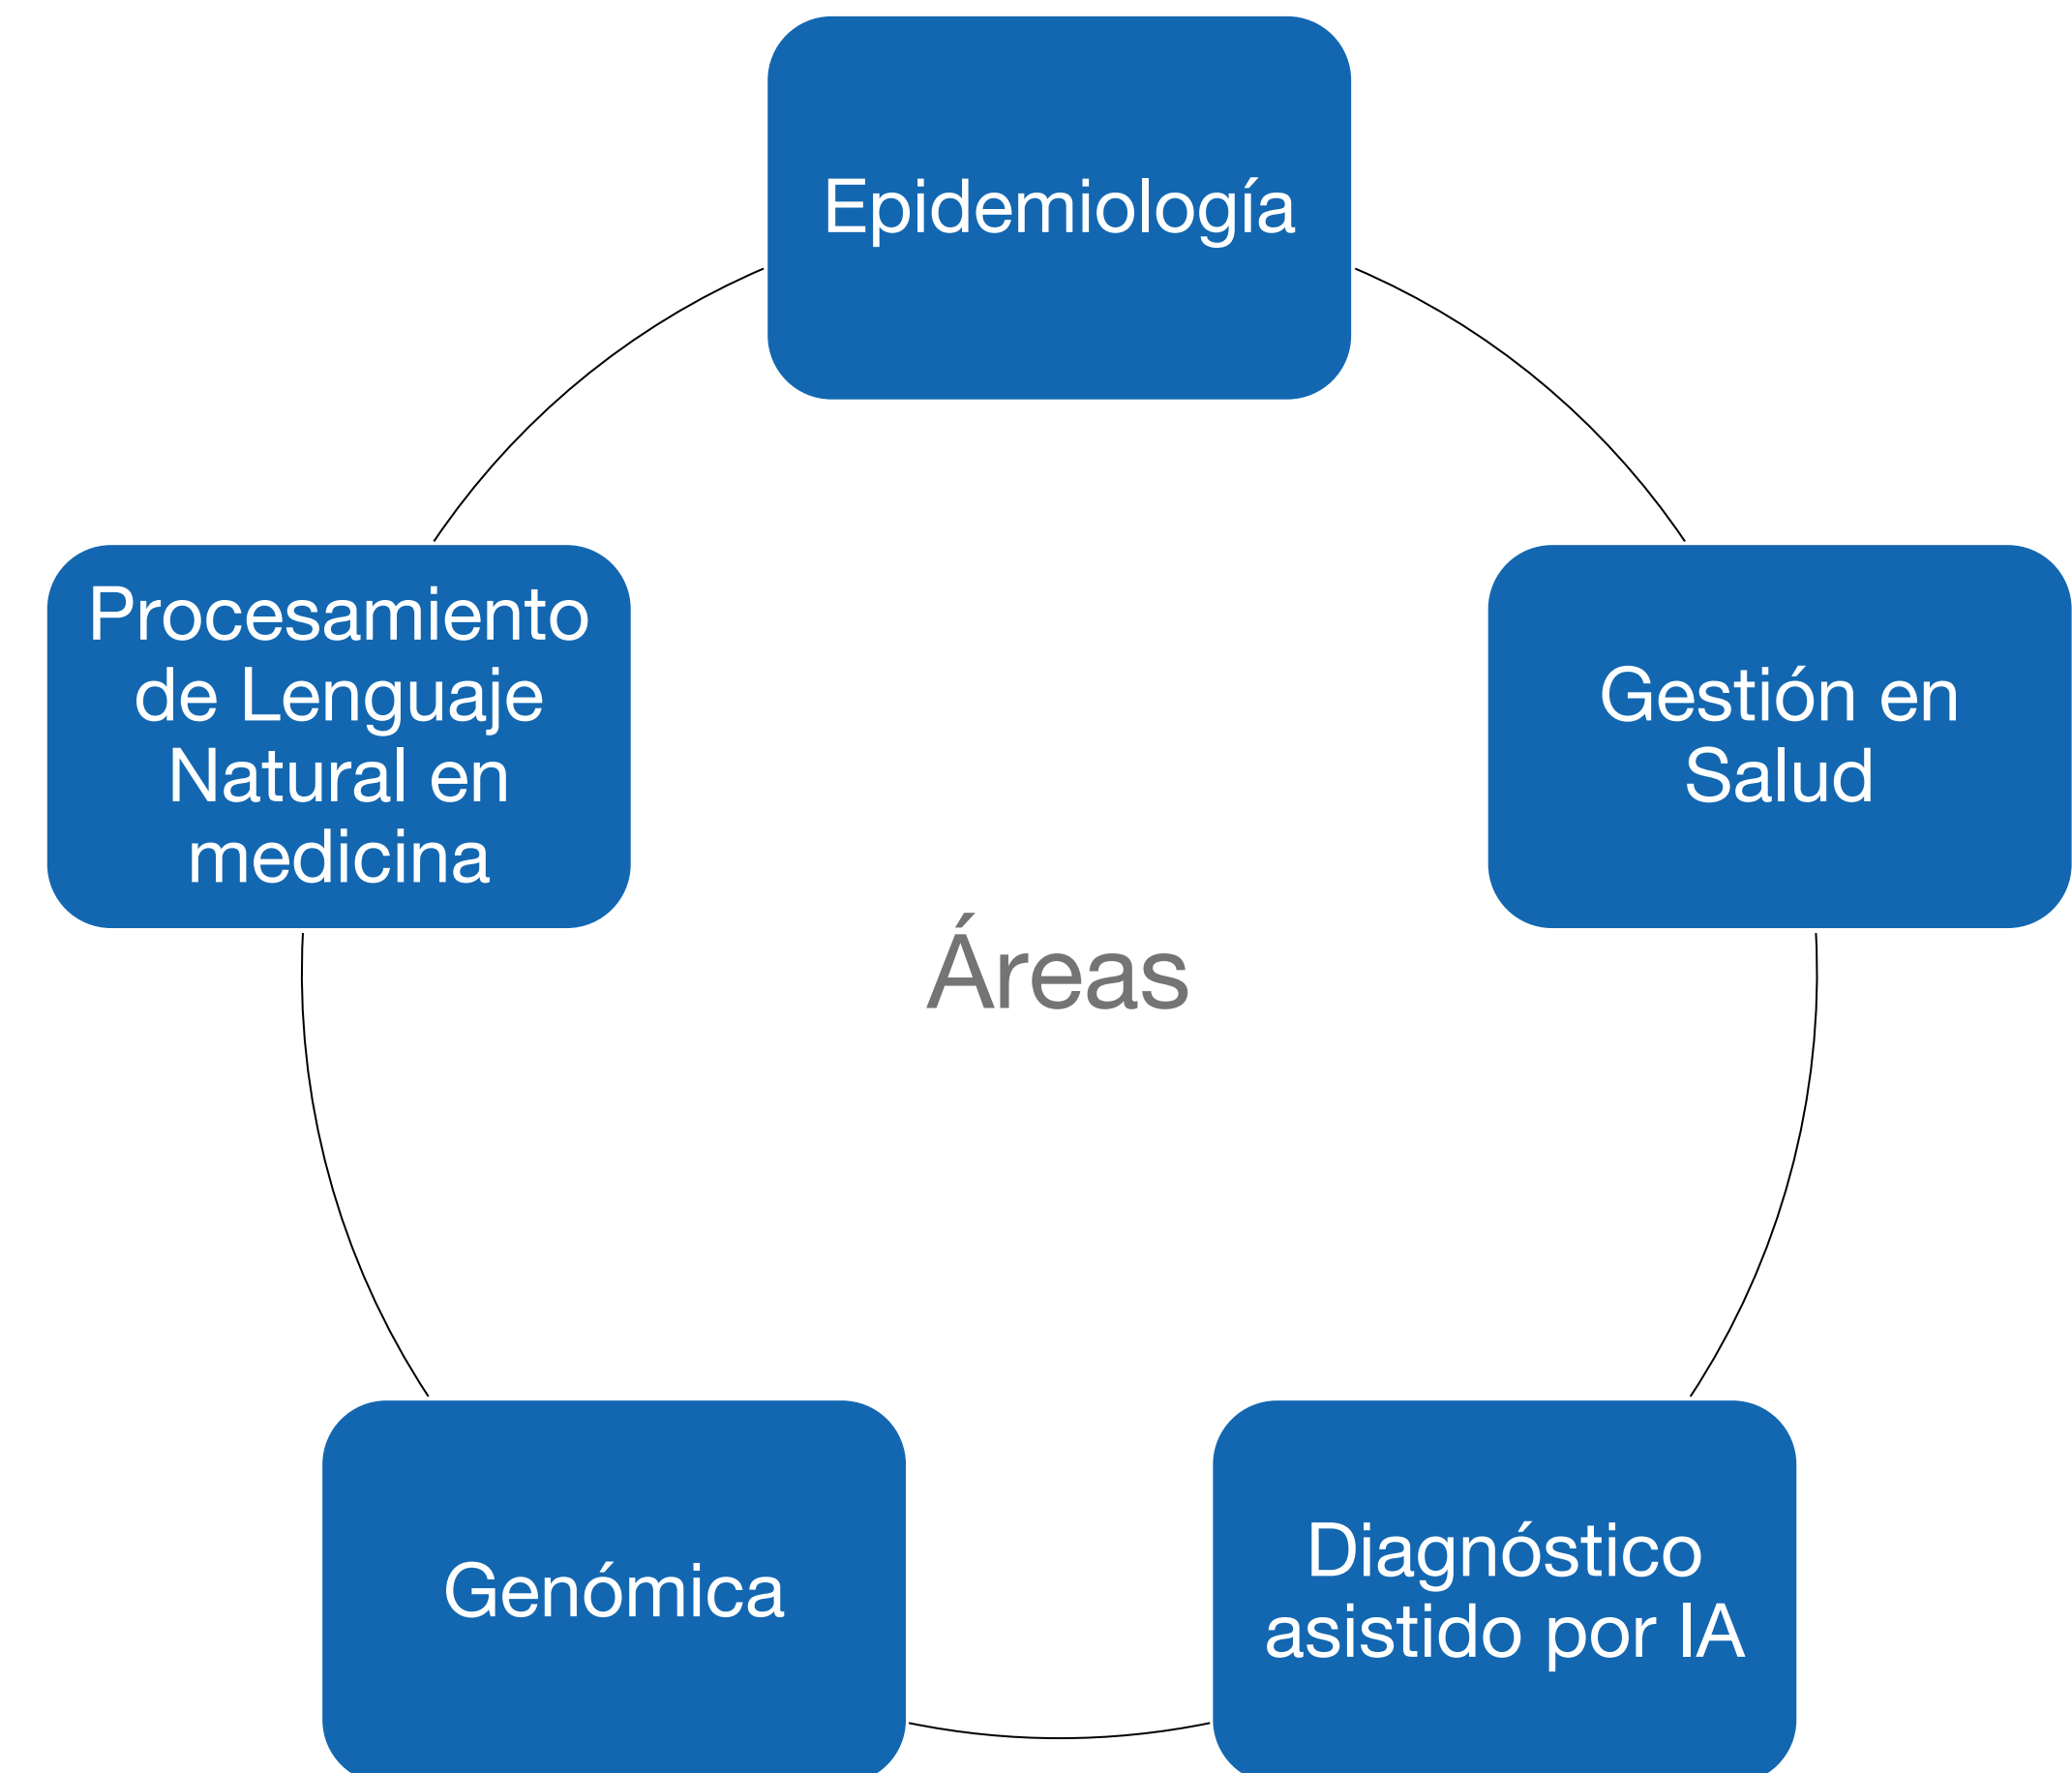 Epidemiología
Procesamiento
de Lenguaje
Natural en
medicina
Gestión en
Salud
Áreas
Genómica
Diagnóstico
asistido por IA